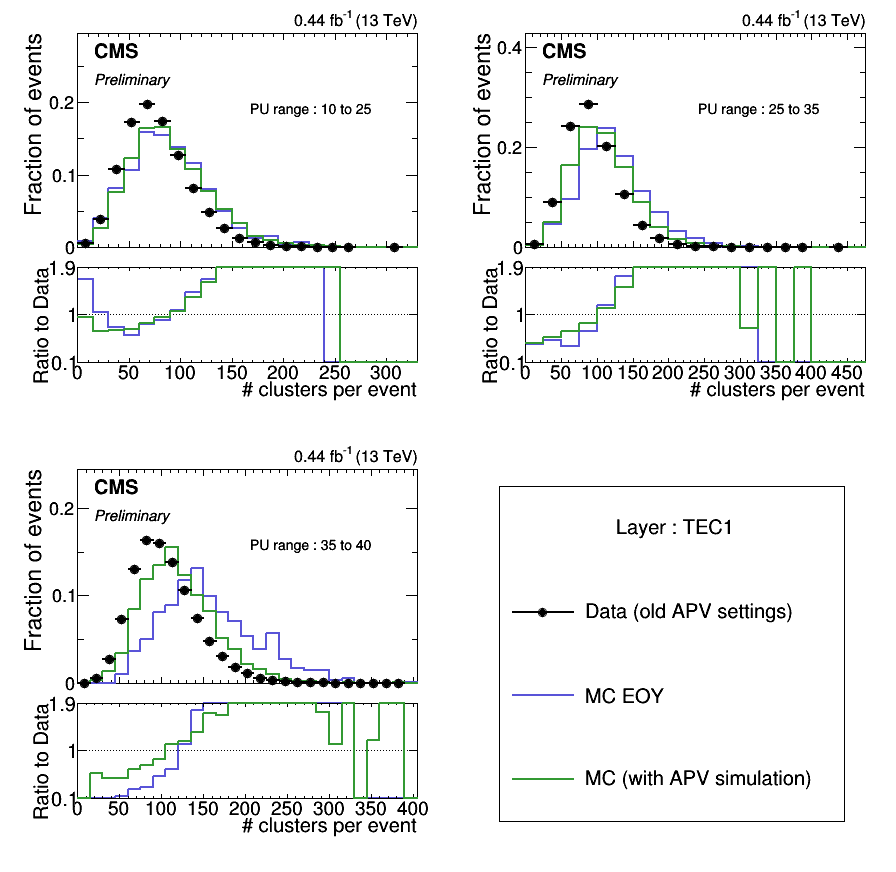 0.44 fb-1 (13 TeV)
CMS
Preliminary
PU range : 10 to 25
Fraction of events
0.2
0.1
0
Ratio to Data
1.9
1
0.1
0 50 100 150 200 250 300
# clusters per event
0.44 fb-1 (13 TeV)
CMS
Preliminary
PU range : 25 to 35
Fraction of events
0.4
0.2
0
Ratio to Data
1.9
1
0.1
0 50 100 150 200 250 300 350 400 450
# clusters per event
0.44 fb-1 (13 TeV)
CMS
Preliminary
PU range : 35 to 40
Fraction of events
0.2
0.1
0
Ratio to Data
1.9
1
0.1
0 50 100 150 200 250 300 350 400
# clusters per event
Layer : TEC1
Data (old APV settings)
MC EOY
MC (with APV simulation)